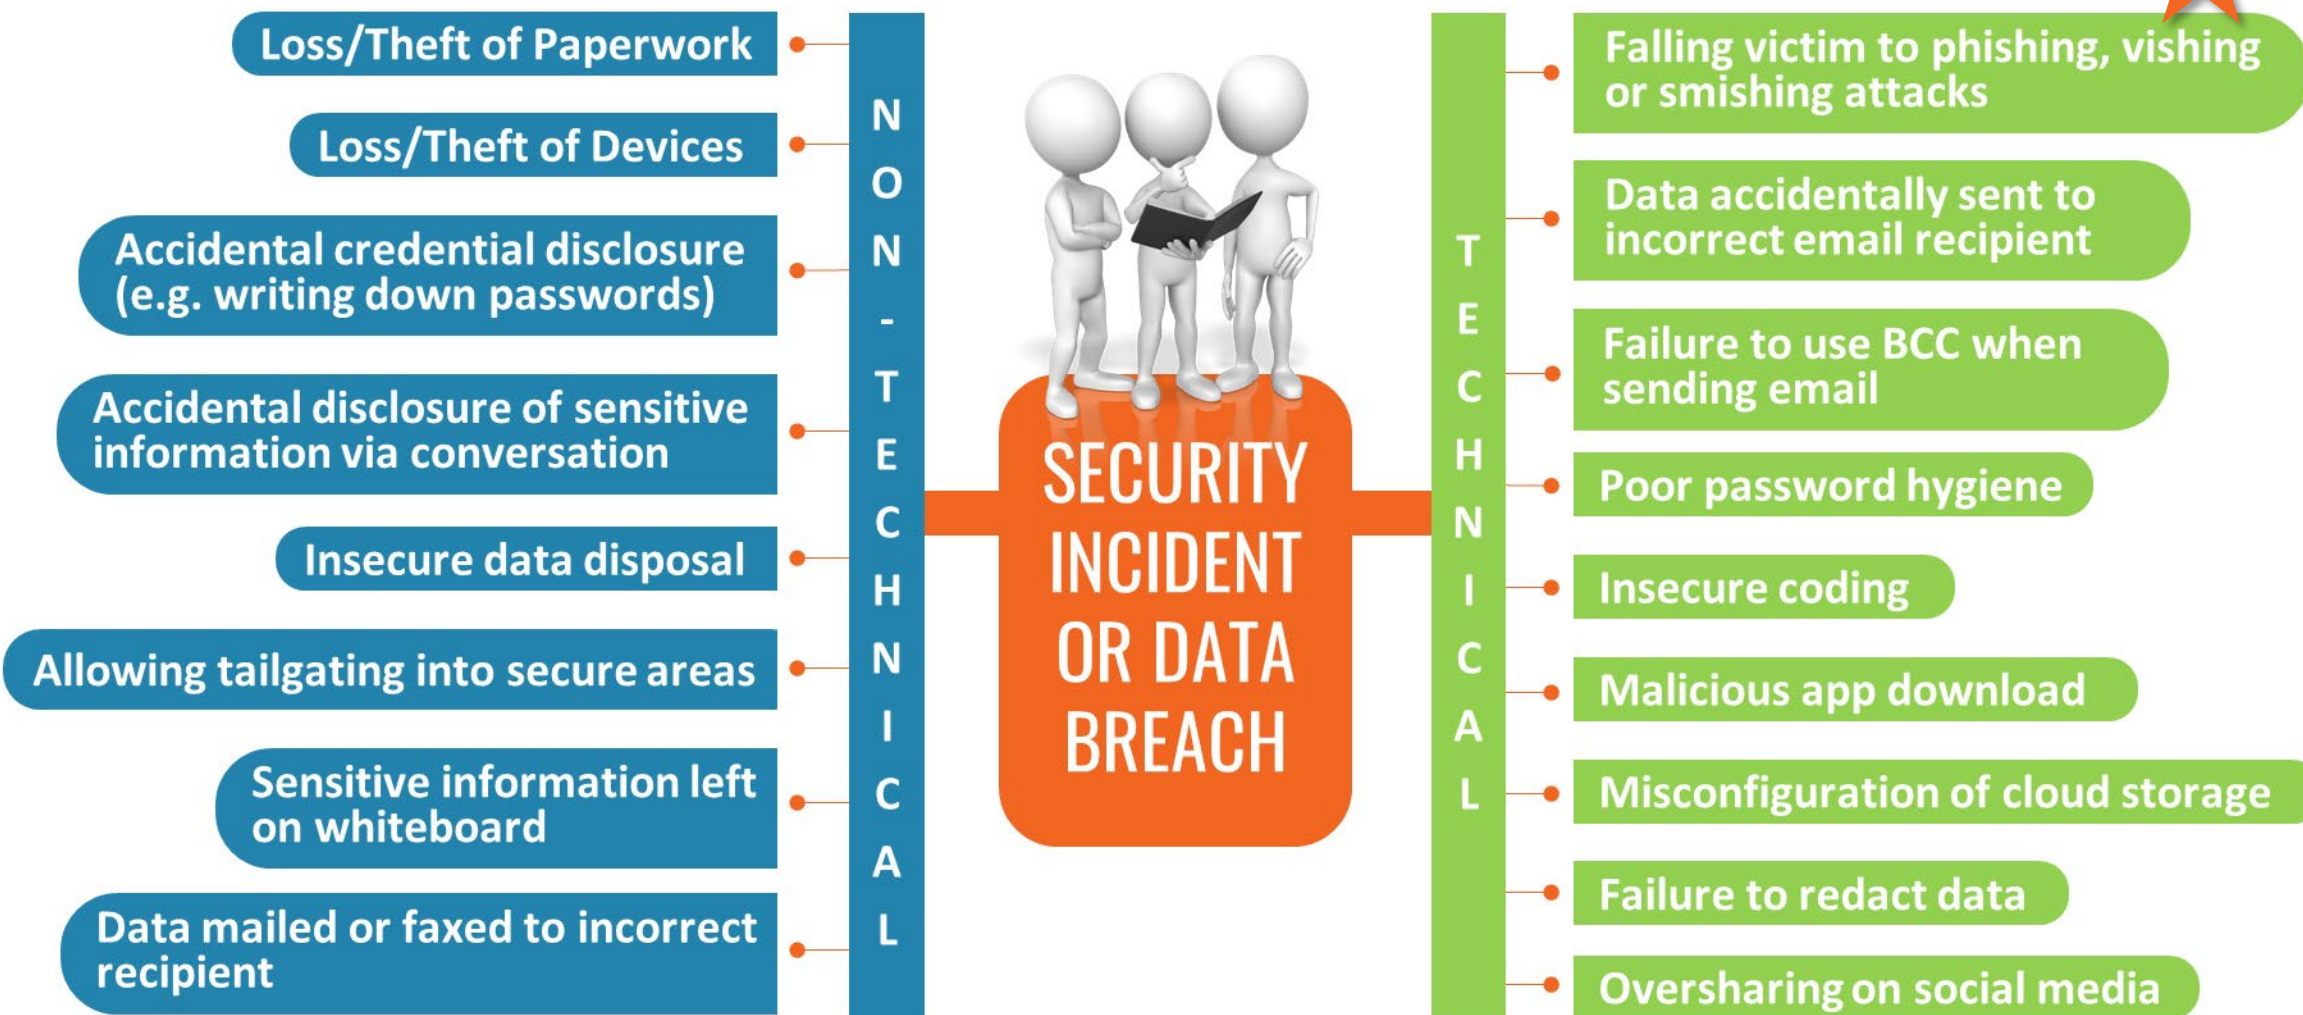 Loss/Theft of Paperwork
Loss/Theft of Devices
Accidental credential disclosure
(e.g. writing down passwords)
Accidental disclosure of sensitive
information via conversation
Insecure data disposal
Allowing tailgating into secure areas
Sensitive information left
on whiteboard
Data mailed or faxed to incorrect
recipient
NON-TECHNICAL
SECURITY
INCIDENT
OR DATA
BREACH
TECHNICAL
Falling victim to phishing, vishing
or smishing attacks
Data accidentally sent to
incorrect email recipient
Failure to use BCC when
sending email
Poor password hygiene
Insecure coding
Malicious app download
Misconfiguration of cloud storage
Failure to redact data
Oversharing on social media